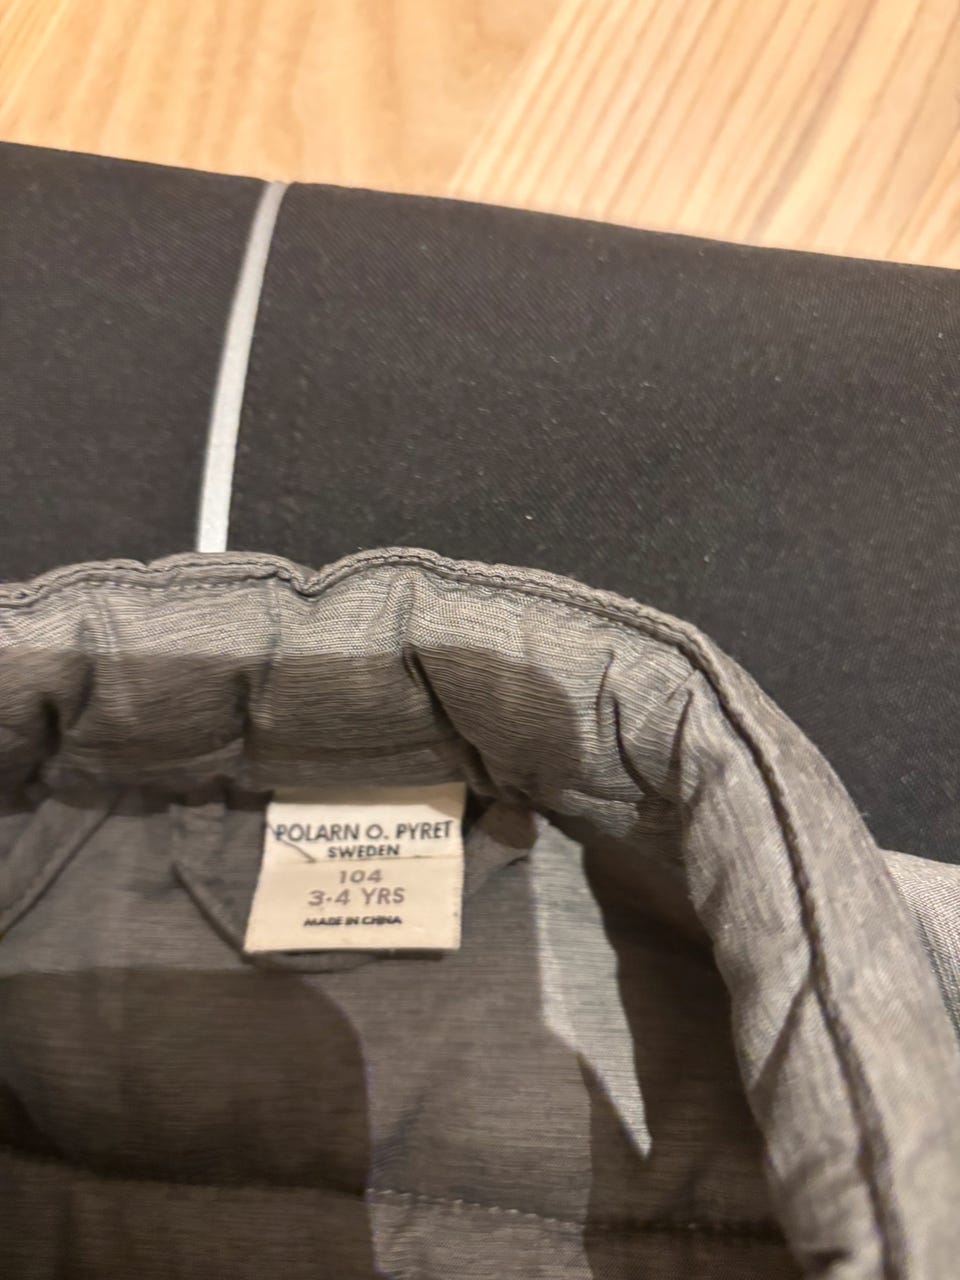 POLARN O. PYRET
SWEDEN
104
3-4 YRS
MADE IN CHINA